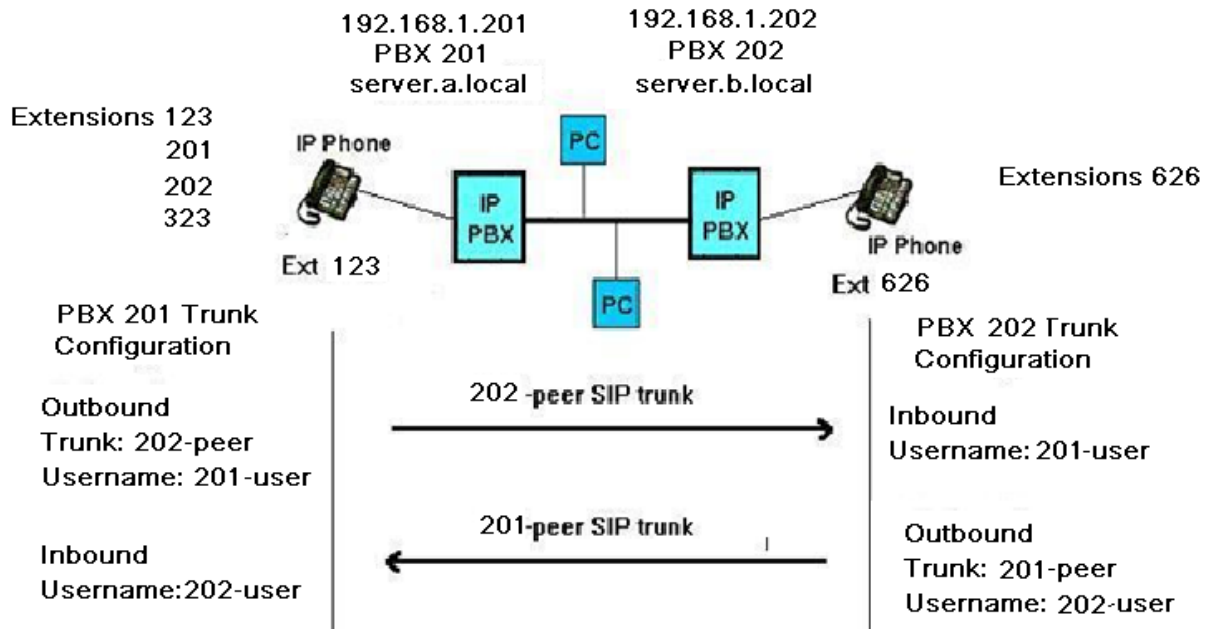 192.168.1.201
PBX 201
server.a.local
192.168.1.202
PBX 202
server.b.local
Extensions 123
201
202
323
IP Phone
IP
PBX
PC
PC
IP
PBX
IP Phone
Extensions 626
Ext 123
Ext 626
PBX 201 Trunk
Configuration
PBX 202 Trunk
Configuration
Outbound
Trunk: 202-peer
Username: 201-user
202 -peer SIP trunk
Inbound
Username: 201-user
Inbound
Username:202-user
201-peer SIP trunk
Outbound
Trunk: 201-peer
Username: 202-user